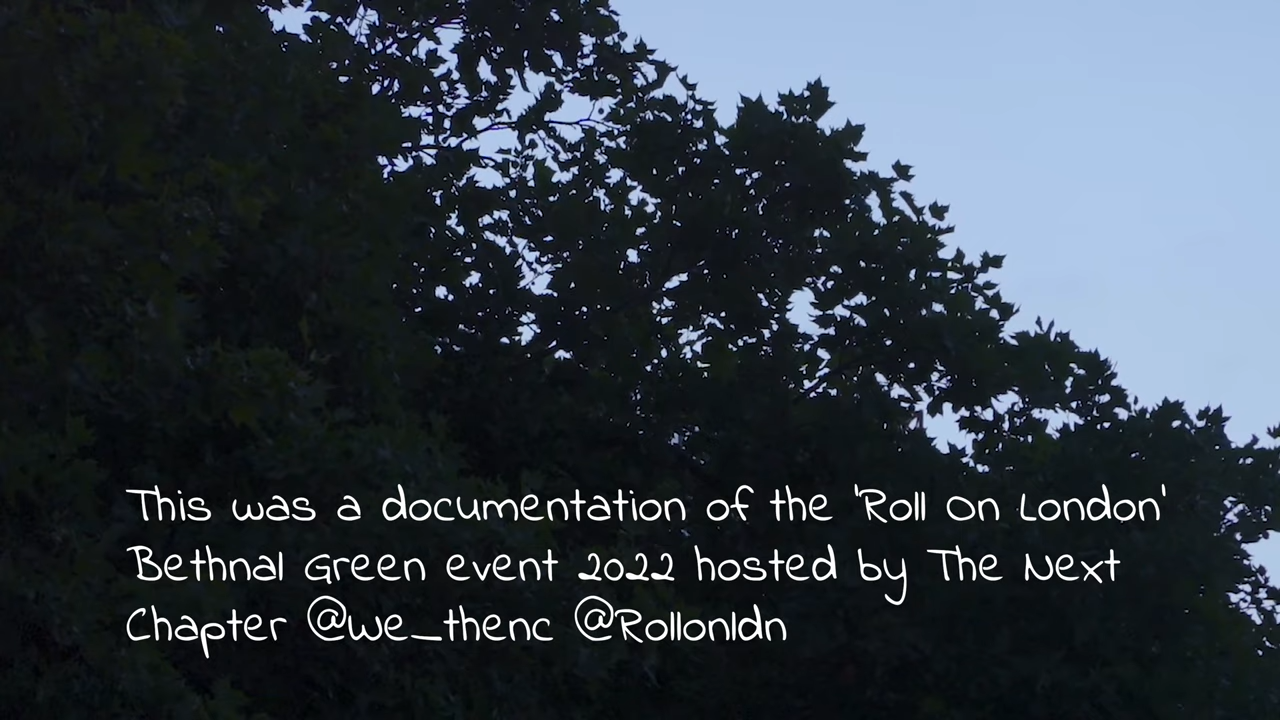 This was a documentation of the 'Roll On London'
Bethnal Green event 2022 hosted by The Next
Chapter @we_thenc @Rollonldn